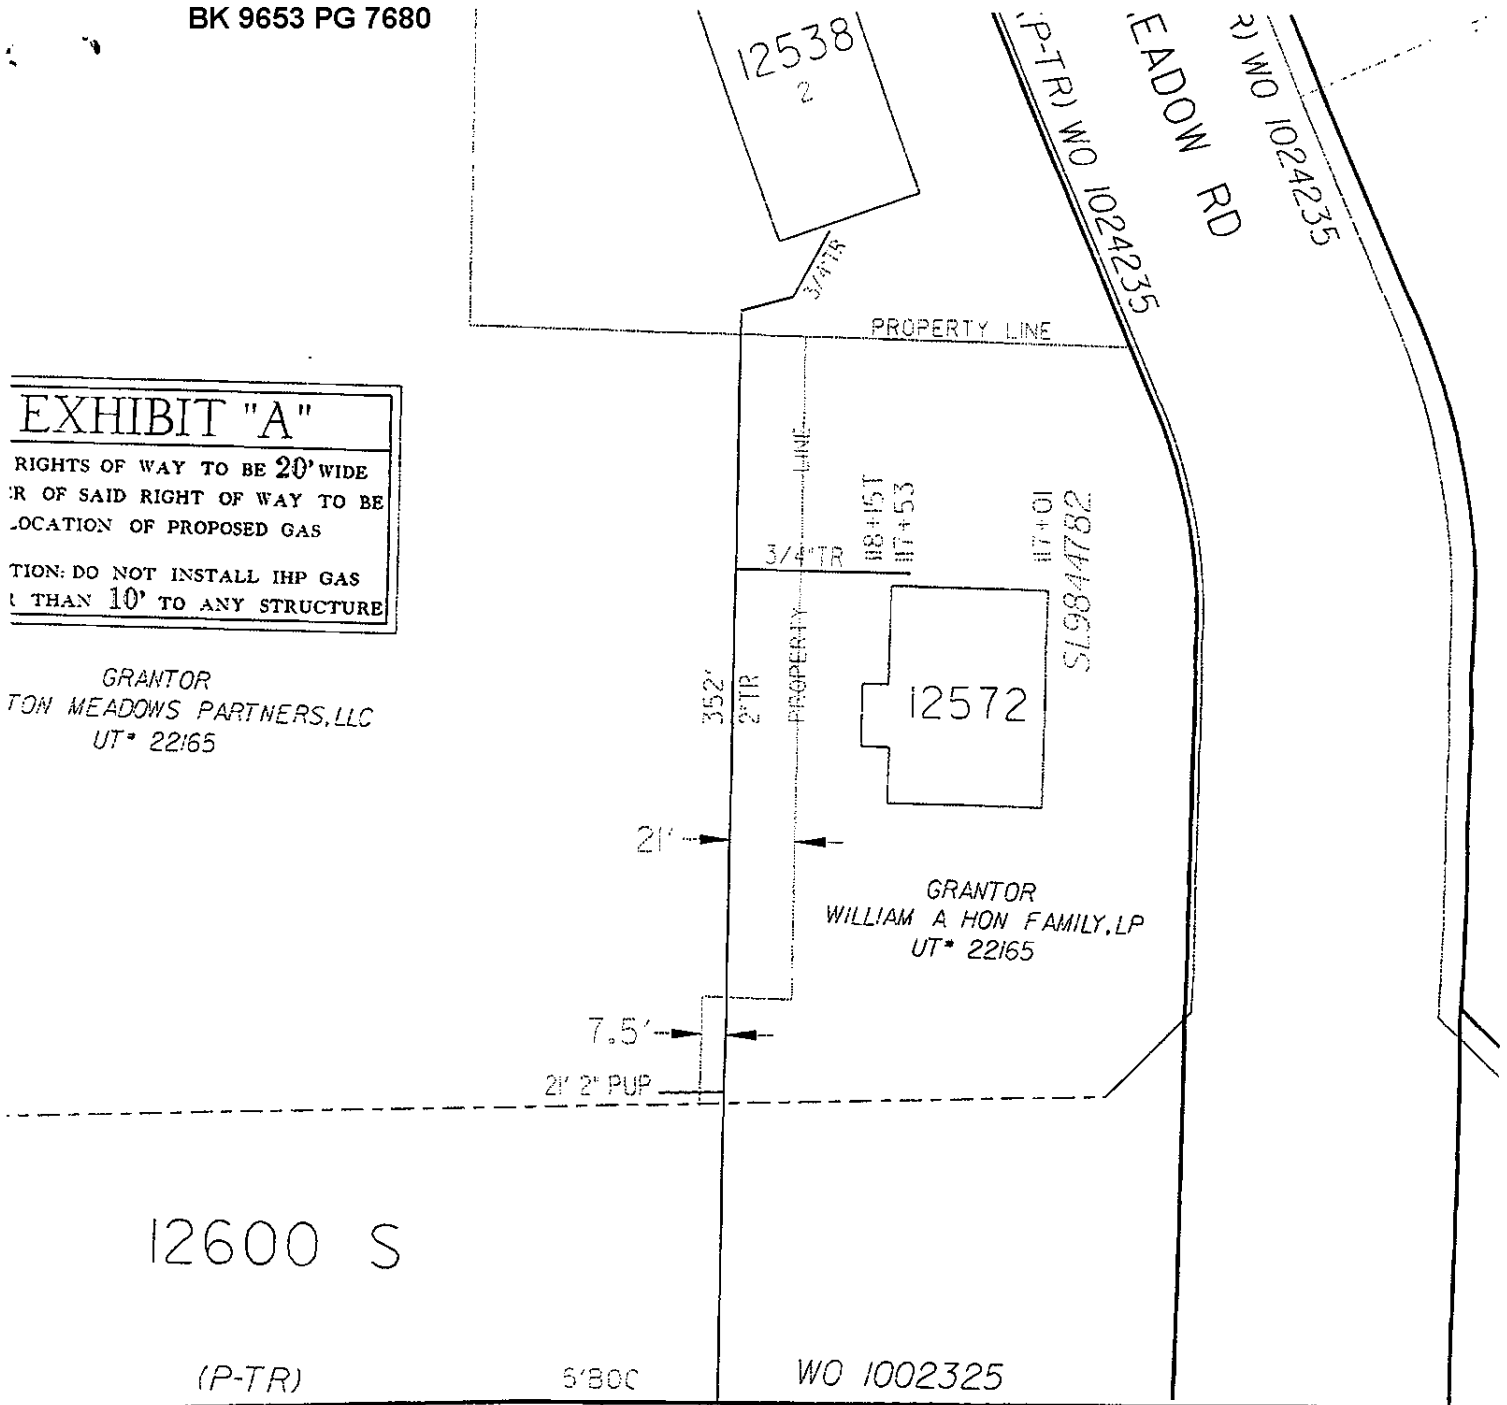 BK 9653 PG 7680
12538
2
P-TR) WO 1024235
EADOW RD
R) WO 1024235
3/4"TR
PROPERTY LINE
EXHIBIT "A"
RIGHTS OF WAY TO BE 20' WIDE
R OF SAID RIGHT OF WAY TO BE
LOCATION OF PROPOSED GAS
TION: DO NOT INSTALL IHP GAS
THAN 10' TO ANY STRUCTURE
GRANTOR
TON MEADOWS PARTNERS, LLC
UT* 22165
PROPERTY LINE
3/4"TR
118+15T
117+53
117+01
SL9844782
352'
2"TR
12572
21'
GRANTOR
WILLIAM A HON FAMILY, LP
UT* 22165
7.5'
21' 2" PUP
12600 S
(P-TR)
WO 1002325